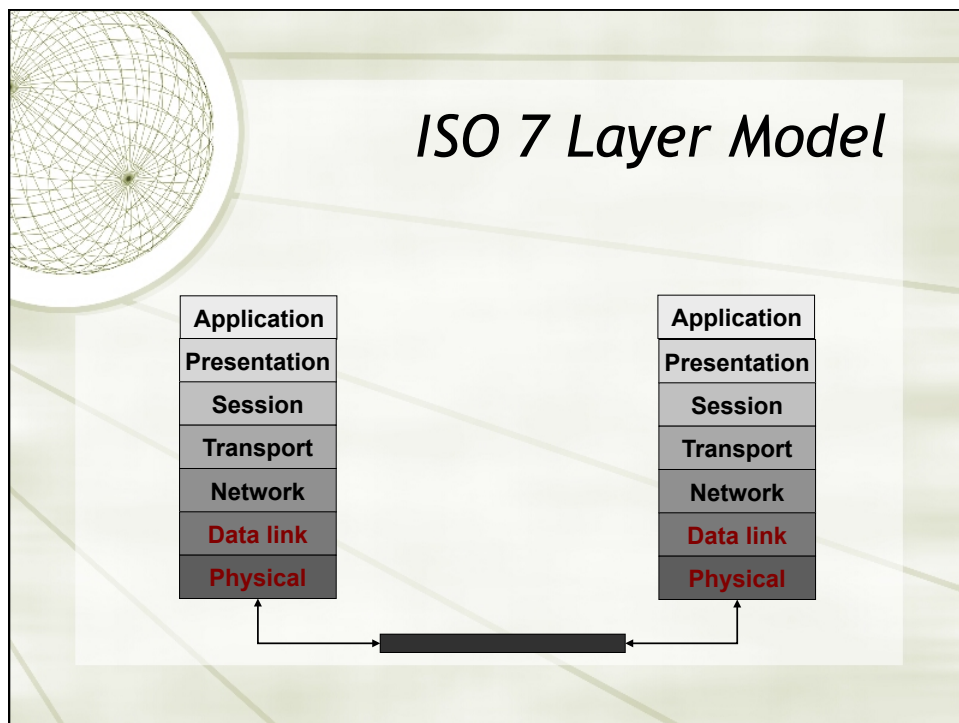 ISO 7 Layer Model
Application
Presentation
Session
Transport
Network
Data link
Physical
Application
Presentation
Session
Transport
Network
Data link
Physical